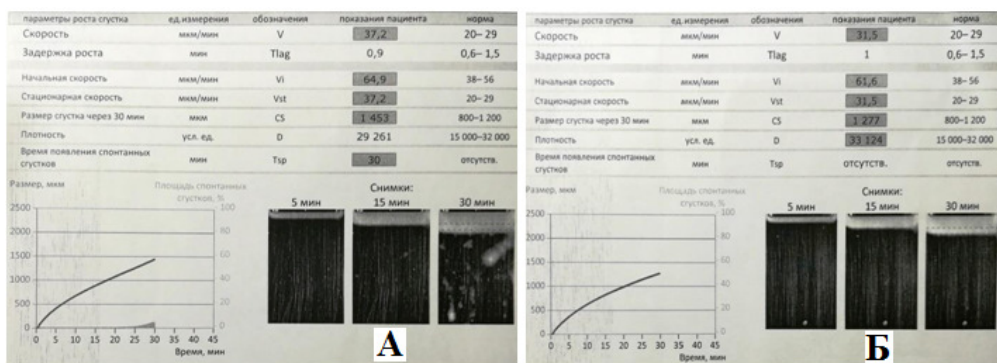 параметры роста сгустка ед.измерения обозначения показания пациента норма
Скорость мкм/мин V 37,2 20– 29
Задержка роста мин Tlag 0,9 0,6– 1,5
Начальная скорость мкм/мин Vi 64,9 38– 56
Стационарная скорость мкм/мин Vst 37,2 20– 29
Размер сгустка через 30 мин мкм CS 1 453 800–1 200
Плотность усл. ед. D 29 261 15 000–32 000
Время появления спонтанных
сгустков мин Tsp 30 отсутств.
Размер, мкм Площадь спонтанных
сгустков, % Снимки:
5 мин 15 мин 30 мин
2500 100
2000 80
1500 60
1000 40
500 20
0 0
0 5 10 15 20 25 30 35 40 45
Время, мин
А
параметры роста сгустка ед.измерения обозначения показания пациента норма
Скорость мкм/мин V 31,5 20– 29
Задержка роста мин Tlag 1 0,6– 1,5
Начальная скорость мкм/мин Vi 61,6 38– 56
Стационарная скорость мкм/мин Vst 31,5 20– 29
Размер сгустка через 30 мин мкм CS 1 277 800–1 200
Плотность усл. ед. D 33 124 15 000–32 000
Время появления спонтанных
сгустков мин Tsp отсутств. отсутств.
Размер, мкм Площадь спонтанных
сгустков, % Снимки:
5 мин 15 мин 30 мин
2500 100
2000 80
1500 60
1000 40
500 20
0 0
0 5 10 15 20 25 30 35 40 45
Время, мин
Б